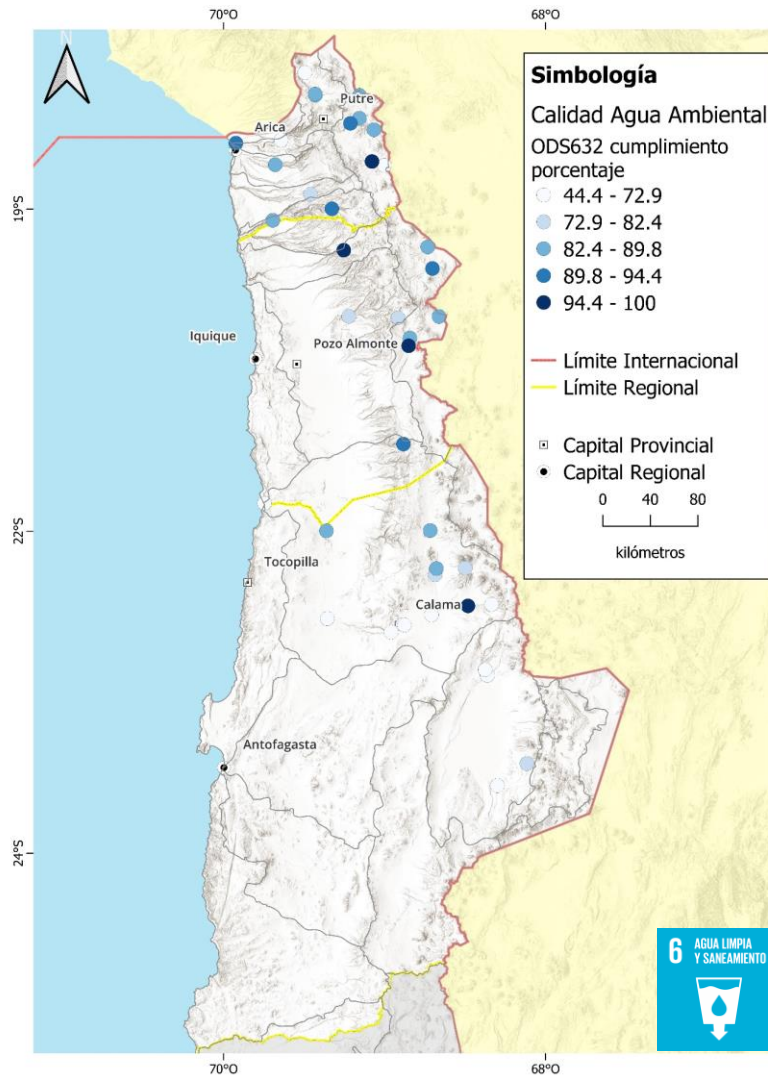 70°O
68°O
N
Simbología
Calidad Agua Ambiental
ODS632 cumplimiento
porcentaje
44.4 - 72.9
72.9 - 82.4
82.4 - 89.8
89.8 - 94.4
94.4 - 100
Límite Internacional
Límite Regional
Capital Provincial
Capital Regional
0 40 80
kilómetros
Putre
Arica
19°S
Iquique
Pozo Almonte
22°S
Tocopilla
Calama
Antofagasta
24°S
6 AGUA LIMPIA
Y SANEAMIENTO
70°O
68°O